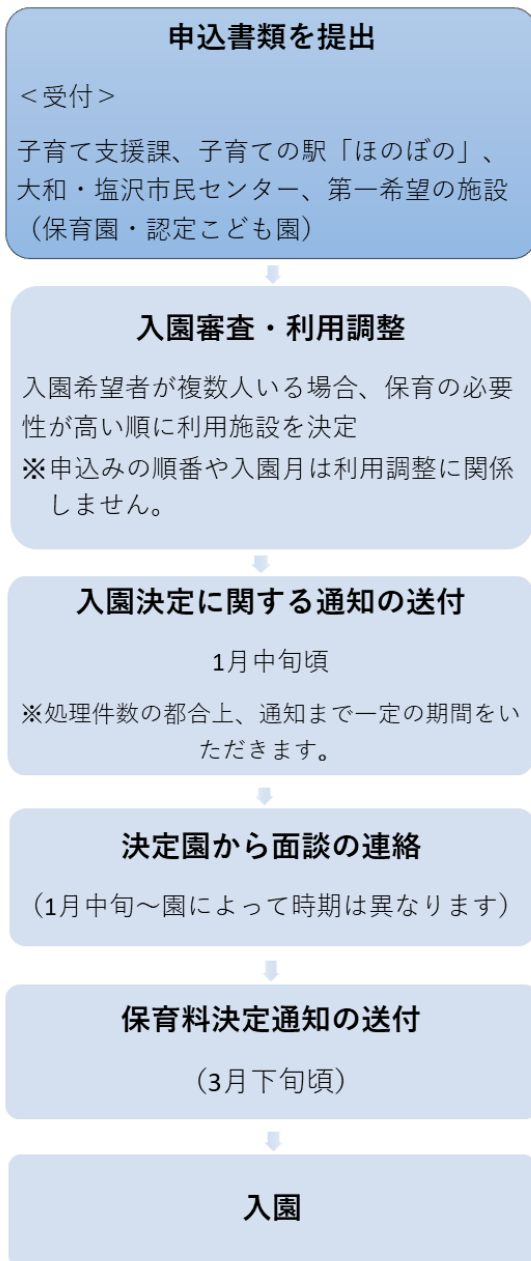 申込書類を提出
＜受付＞
子育て支援課、子育ての駅「ほのぼの」、
大和・塩沢市民センター、第一希望の施設
（保育園・認定こども園）
入園審査・利用調整
入園希望者が複数人いる場合、保育の必要
性が高い順に利用施設を決定
※申込みの順番や入園月は利用調整に関係
しません。
入園決定に関する通知の送付
1月中旬頃
※処理件数の都合上、通知まで一定の期間をい
ただきます。
決定園から面談の連絡
（1月中旬～園によって時期は異なります）
保育料決定通知の送付
（3月下旬頃）
入園